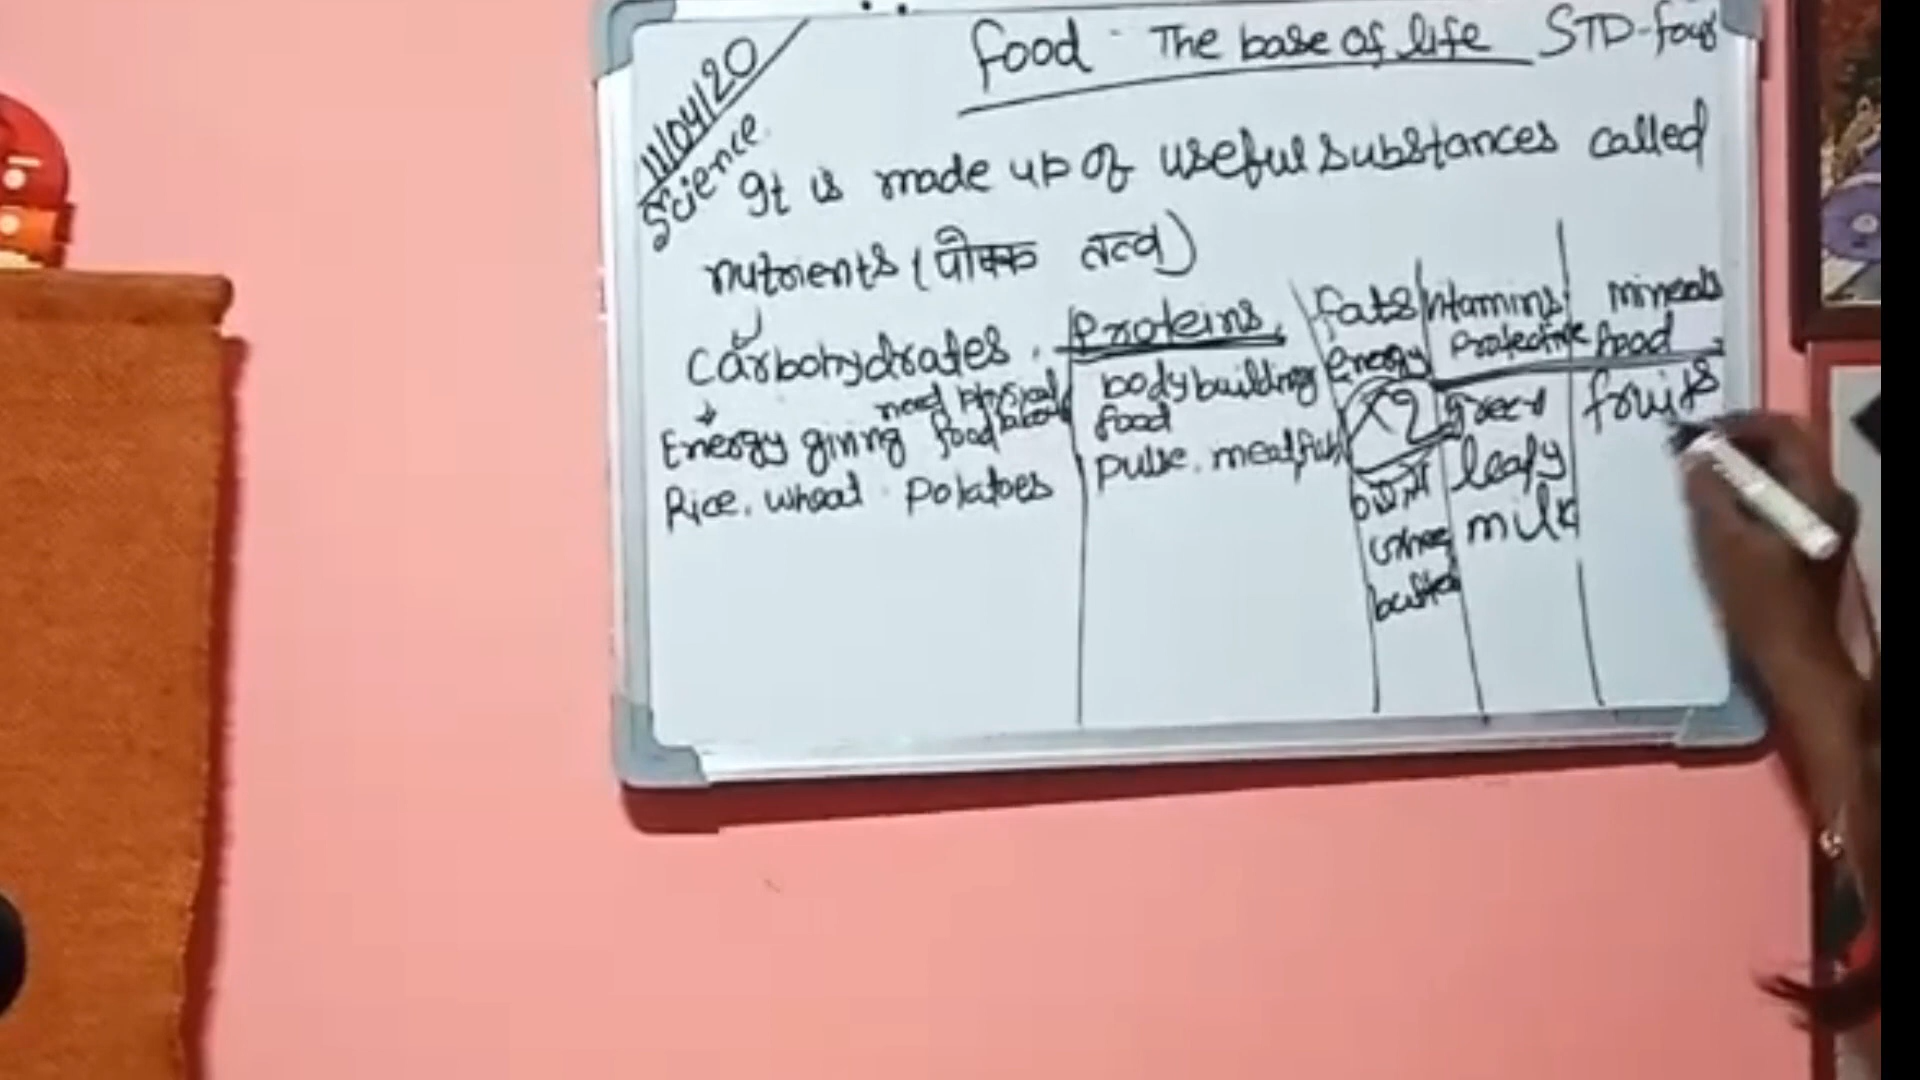 11/04/20
Science
Food - The base of life STD-four
It is made up of useful substances called
nutrients (पोषक तत्व)
Carbohydrates.
need physical
Energy giving food
Rice. wheat. Potatoes
Proteins.
bodybuilding
food
pulse. meat, fish
Fats
energy
x2
butter
Vitamins minerals
Protective food
green
leafy
milk
fruits